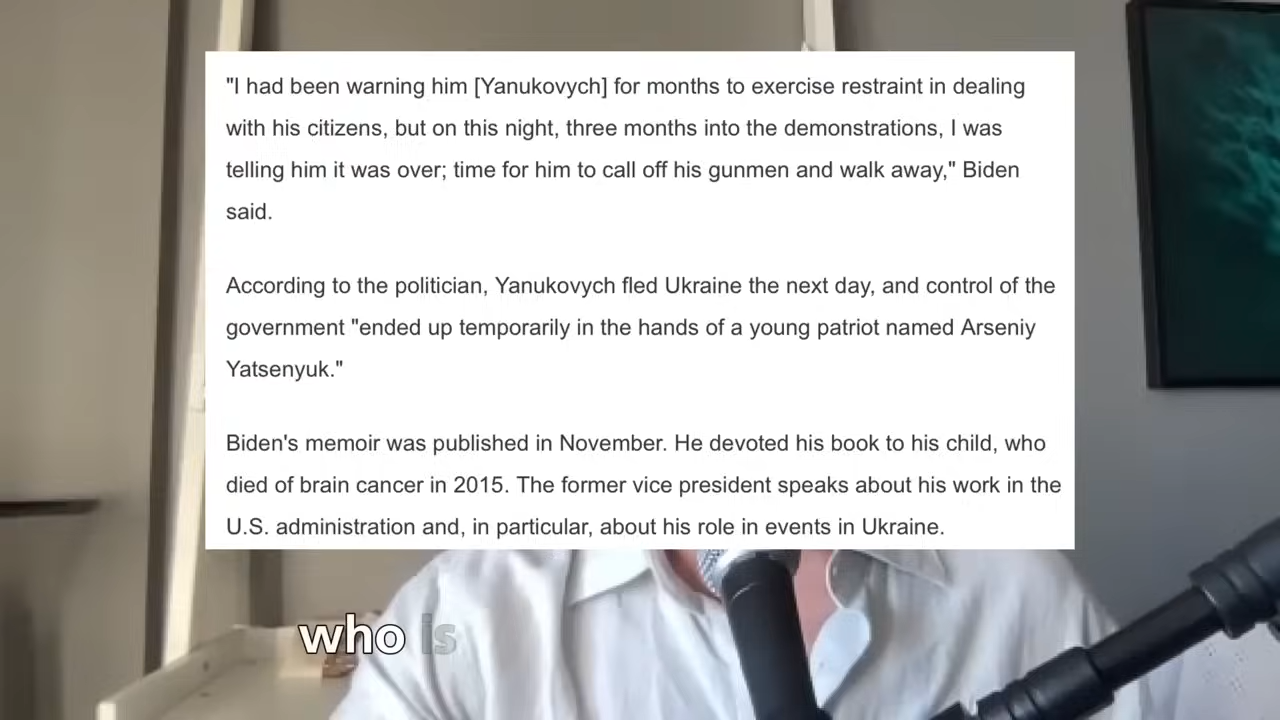 "I had been warning him [Yanukovych] for months to exercise restraint in dealing
with his citizens, but on this night, three months into the demonstrations, I was
telling him it was over; time for him to call off his gunmen and walk away," Biden
said.
According to the politician, Yanukovych fled Ukraine the next day, and control of the
government "ended up temporarily in the hands of a young patriot named Arseniy
Yatsenyuk."
Biden's memoir was published in November. He devoted his book to his child, who
died of brain cancer in 2015. The former vice president speaks about his work in the
U.S. administration and, in particular, about his role in events in Ukraine.
who is